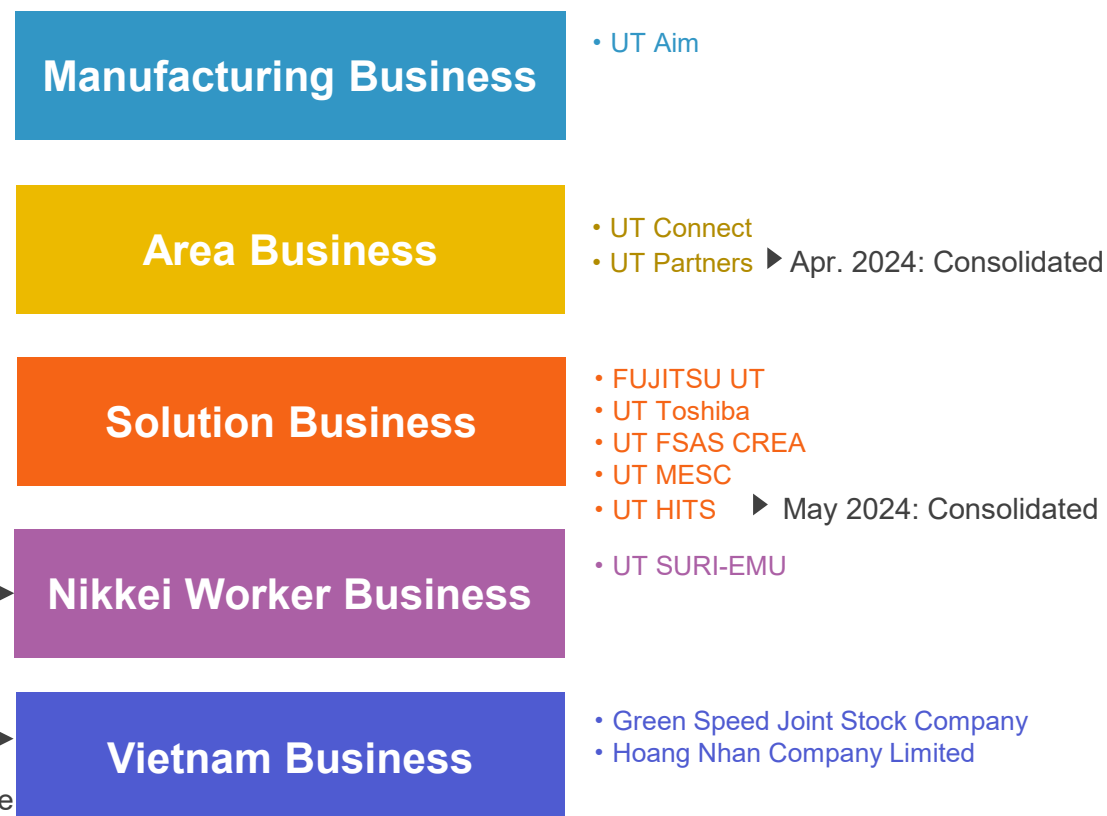 Manufacturing Business
• UT Aim
Area Business
• UT Connect
• UT Partners ▶ Apr. 2024: Consolidated
Solution Business
• FUJITSU UT
• UT Toshiba
• UT FSAS CREA
• UT MESC
• UT HITS ▶ May 2024: Consolidated
Nikkei Worker Business
• UT SURI-EMU
Vietnam Business
• Green Speed Joint Stock Company
• Hoang Nhan Company Limited